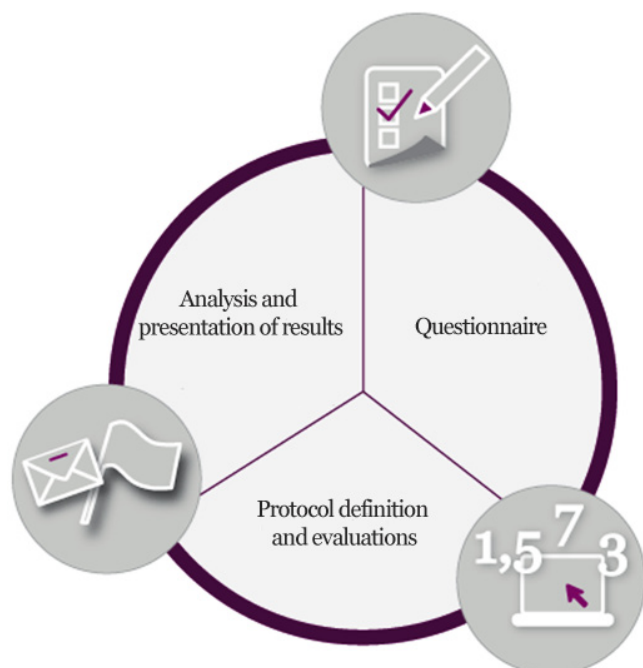 Analysis and
presentation of results
Questionnaire
Protocol definition
and evaluations
1,5 7 3